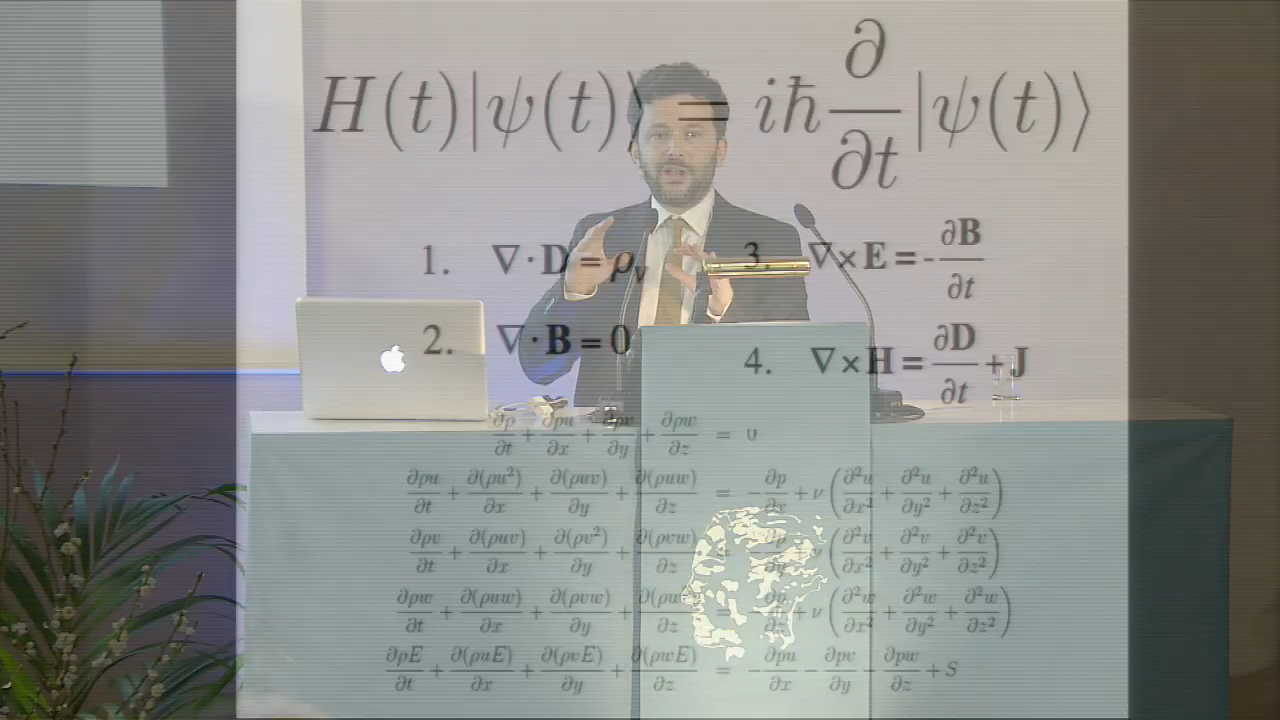 H(t)|ψ(t)⟩ = iħ ∂/∂t |ψ(t)⟩
1. ∇·D = ρᵥ 3. ∇×E = -∂B/∂t
2. ∇·B = 0 4. ∇×H = ∂D/∂t + J
∂ρ/∂t + ∂ρu/∂x + ∂ρv/∂y + ∂ρw/∂z = 0
∂ρu/∂t + ∂(ρu²)/∂x + ∂(ρuv)/∂y + ∂(ρuw)/∂z = -∂p/∂x + ν(∂²u/∂x² + ∂²u/∂y² + ∂²u/∂z²)
∂ρv/∂t + ∂(ρuv)/∂x + ∂(ρv²)/∂y + ∂(ρvw)/∂z = -∂p/∂y + ν(∂²v/∂x² + ∂²v/∂y² + ∂²v/∂z²)
∂ρw/∂t + ∂(ρuw)/∂x + ∂(ρvw)/∂y + ∂(ρw²)/∂z = -∂p/∂z + ν(∂²w/∂x² + ∂²w/∂y² + ∂²w/∂z²)
∂ρE/∂t + ∂(ρuE)/∂x + ∂(ρvE)/∂y + ∂(ρwE)/∂z = -∂pu/∂x - ∂pv/∂y - ∂pw/∂z + S